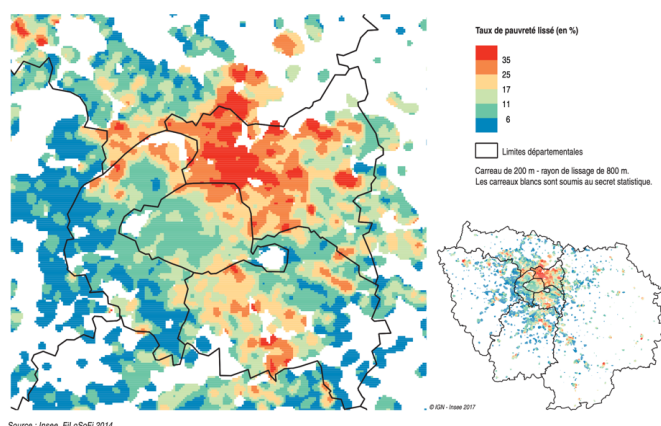 Taux de pauvreté lissé (en %)
35
25
17
11
6
Limites départementales
Carreau de 200 m - rayon de lissage de 800 m.
Les carreaux blancs sont soumis au secret statistique.
© IGN - Insee 2017
Source : Insee, FiLoSoFi 2014